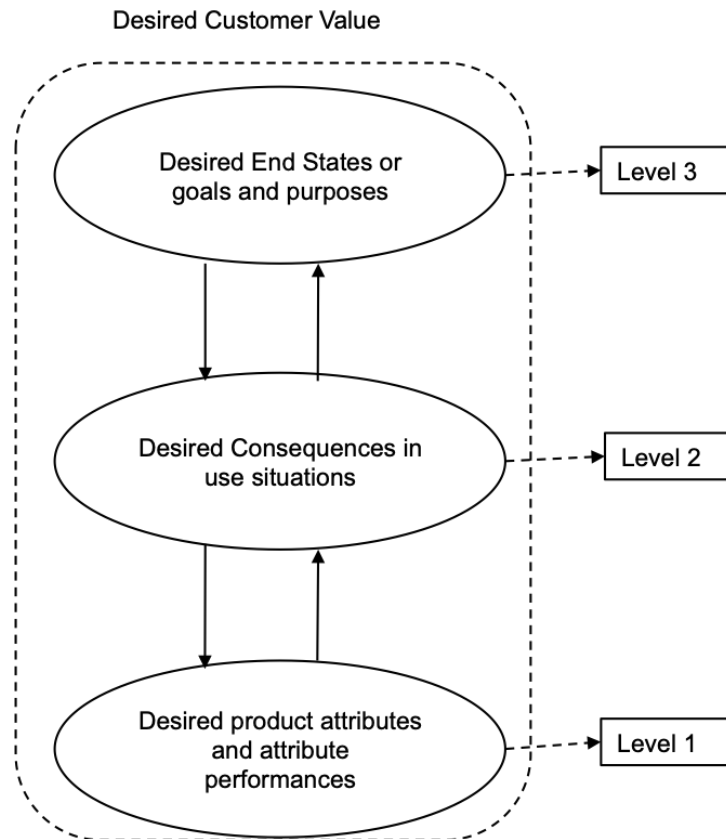 Desired Customer Value
Desired End States or
goals and purposes
Level 3
Desired Consequences in
use situations
Level 2
Desired product attributes
and attribute
performances
Level 1